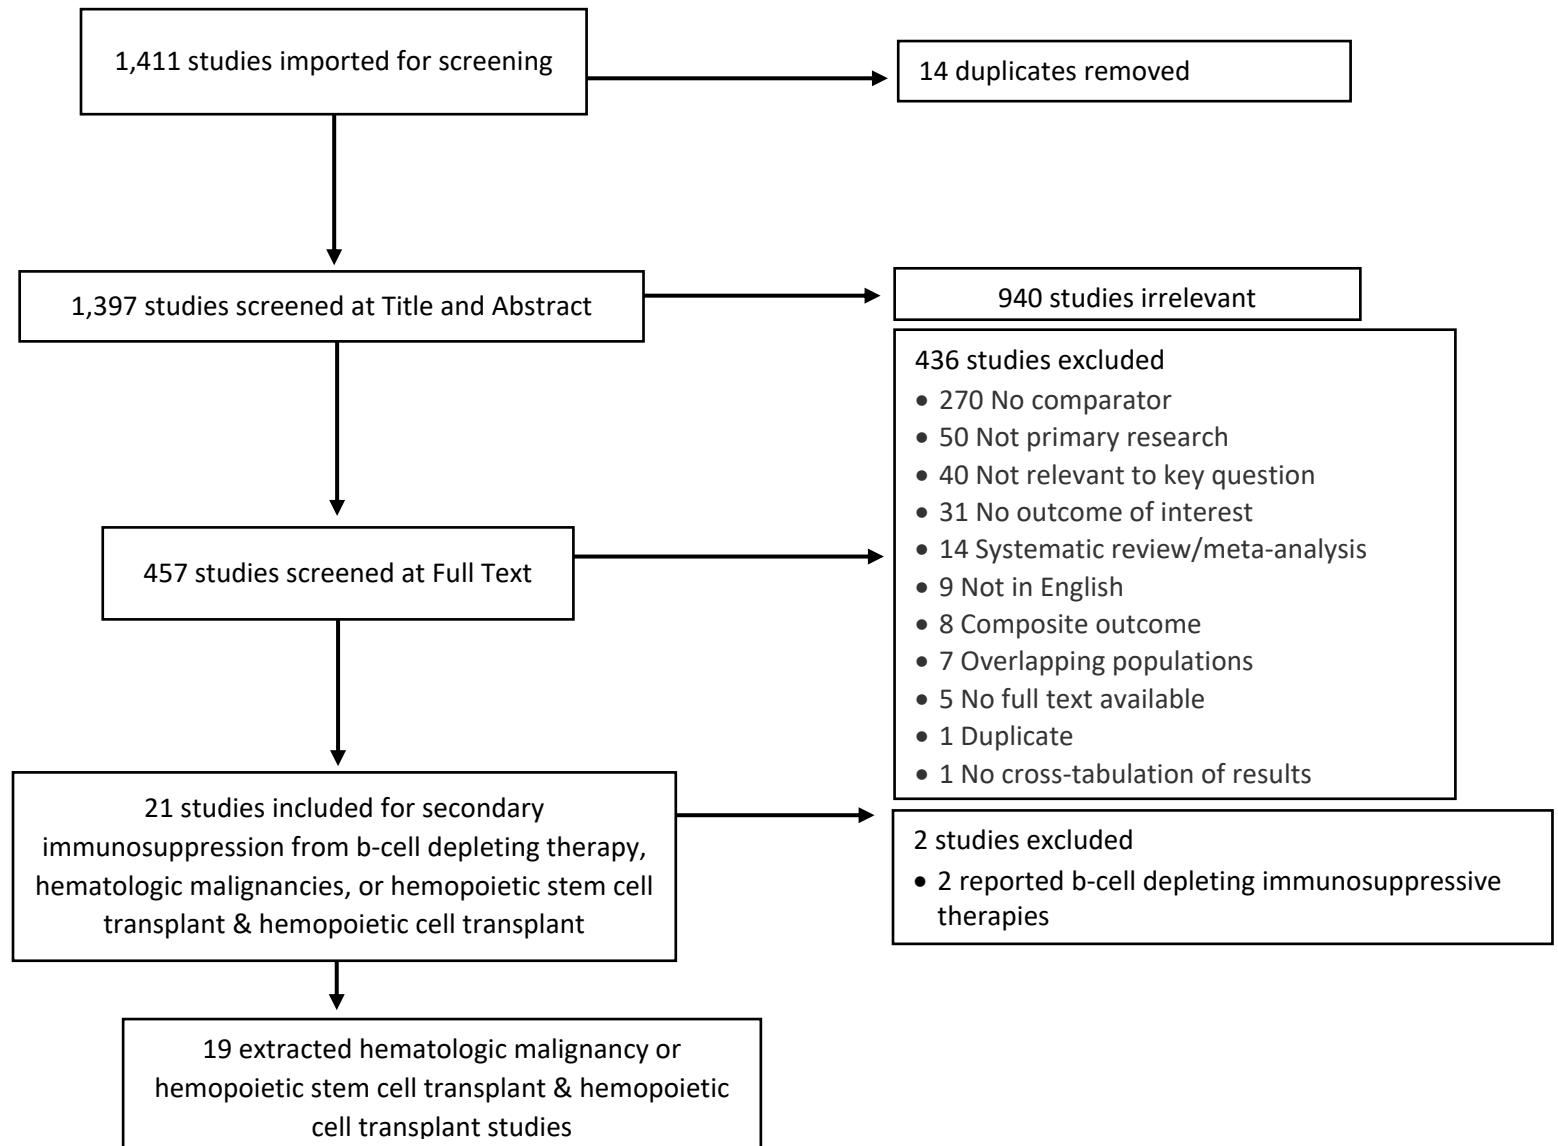 1,411 studies imported for screening
14 duplicates removed
1,397 studies screened at Title and Abstract
940 studies irrelevant
436 studies excluded
• 270 No comparator
• 50 Not primary research
• 40 Not relevant to key question
• 31 No outcome of interest
• 14 Systematic review/meta-analysis
• 9 Not in English
• 8 Composite outcome
• 7 Overlapping populations
• 5 No full text available
• 1 Duplicate
• 1 No cross-tabulation of results
457 studies screened at Full Text
21 studies included for secondary
immunosuppression from b-cell depleting therapy,
hematologic malignancies, or hemopoietic stem cell
transplant & hemopoietic cell transplant
2 studies excluded
• 2 reported b-cell depleting immunosuppressive
therapies
19 extracted hematologic malignancy or
hemopoietic stem cell transplant & hemopoietic
cell transplant studies